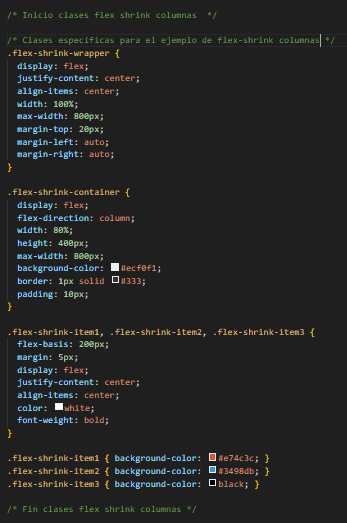 /* Inicio clases flex shrink columnas  */
/* Clases específicas para el ejemplo de flex-shrink columnas */
.flex-shrink-wrapper {
  display: flex;
  justify-content: center;
  align-items: center;
  width: 100%;
  max-width: 800px;
  margin-top: 20px;
  margin-left: auto;
  margin-right: auto;
}
.flex-shrink-container {
  display: flex;
  flex-direction: column;
  width: 80%;
  height: 400px;
  max-width: 800px;
  background-color: #ecf0f1;
  border: 1px solid #333;
  padding: 10px;
}
.flex-shrink-item1, .flex-shrink-item2, .flex-shrink-item3 {
  flex-basis: 200px;
  margin: 5px;
  display: flex;
  justify-content: center;
  align-items: center;
  color: white;
  font-weight: bold;
}
.flex-shrink-item1 { background-color: #e74c3c; }
.flex-shrink-item2 { background-color: #3498db; }
.flex-shrink-item3 { background-color: black; }
/* Fin clases flex shrink columnas */